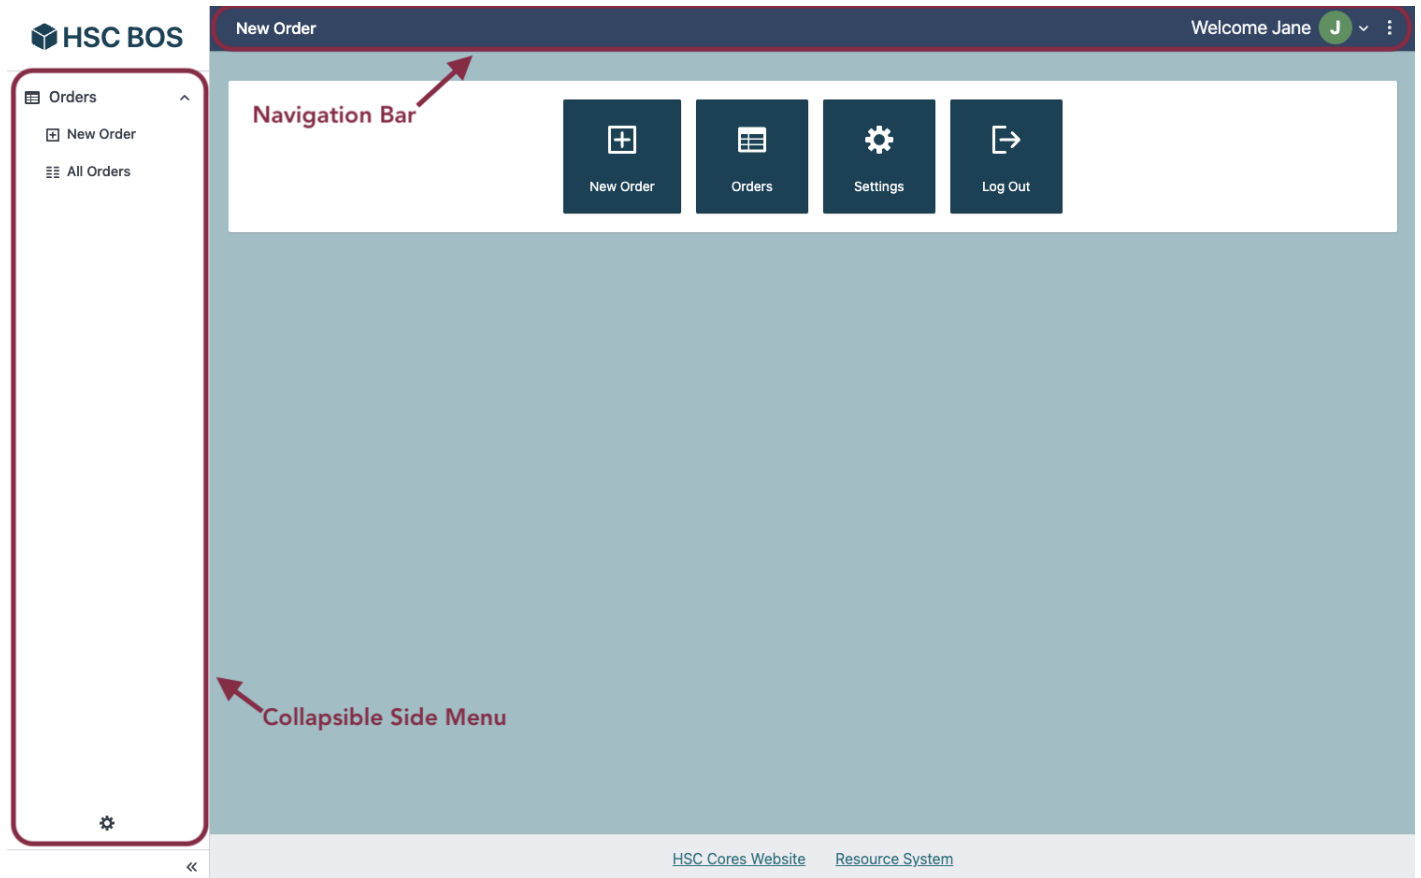 HSC BOS
New Order
Welcome Jane J
Orders
New Order
All Orders
Navigation Bar
New Order
Orders
Settings
Log Out
Collapsible Side Menu
HSC Cores Website
Resource System